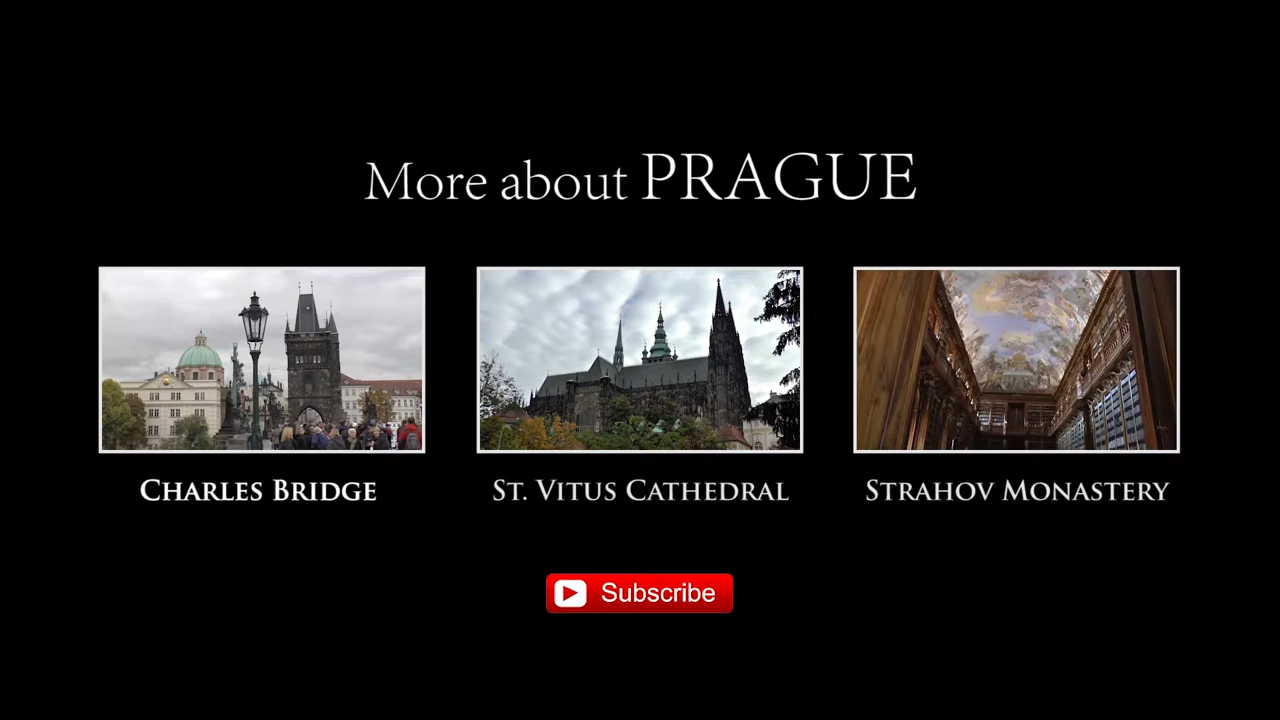 More about PRAGUE
CHARLES BRIDGE
ST. VITUS CATHEDRAL
STRAHOV MONASTERY
Subscribe